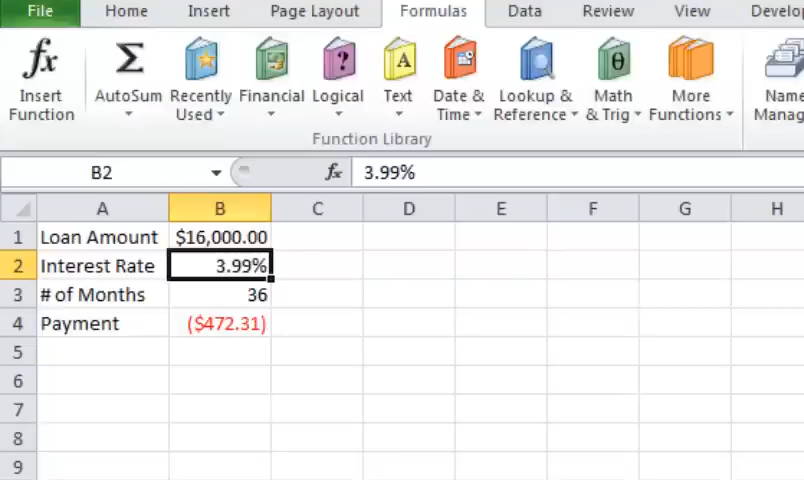 File Home Insert Page Layout Formulas Data Review View Develo
fx Σ ? A θ
Insert Function AutoSum Recently Used Financial Logical Text Date & Time Lookup & Reference Math & Trig More Functions Name Manag
Function Library
B2 fx 3.99%
A B C D E F G H
1 Loan Amount $16,000.00
2 Interest Rate 3.99%
3 # of Months 36
4 Payment ($472.31)
5
6
7
8
9